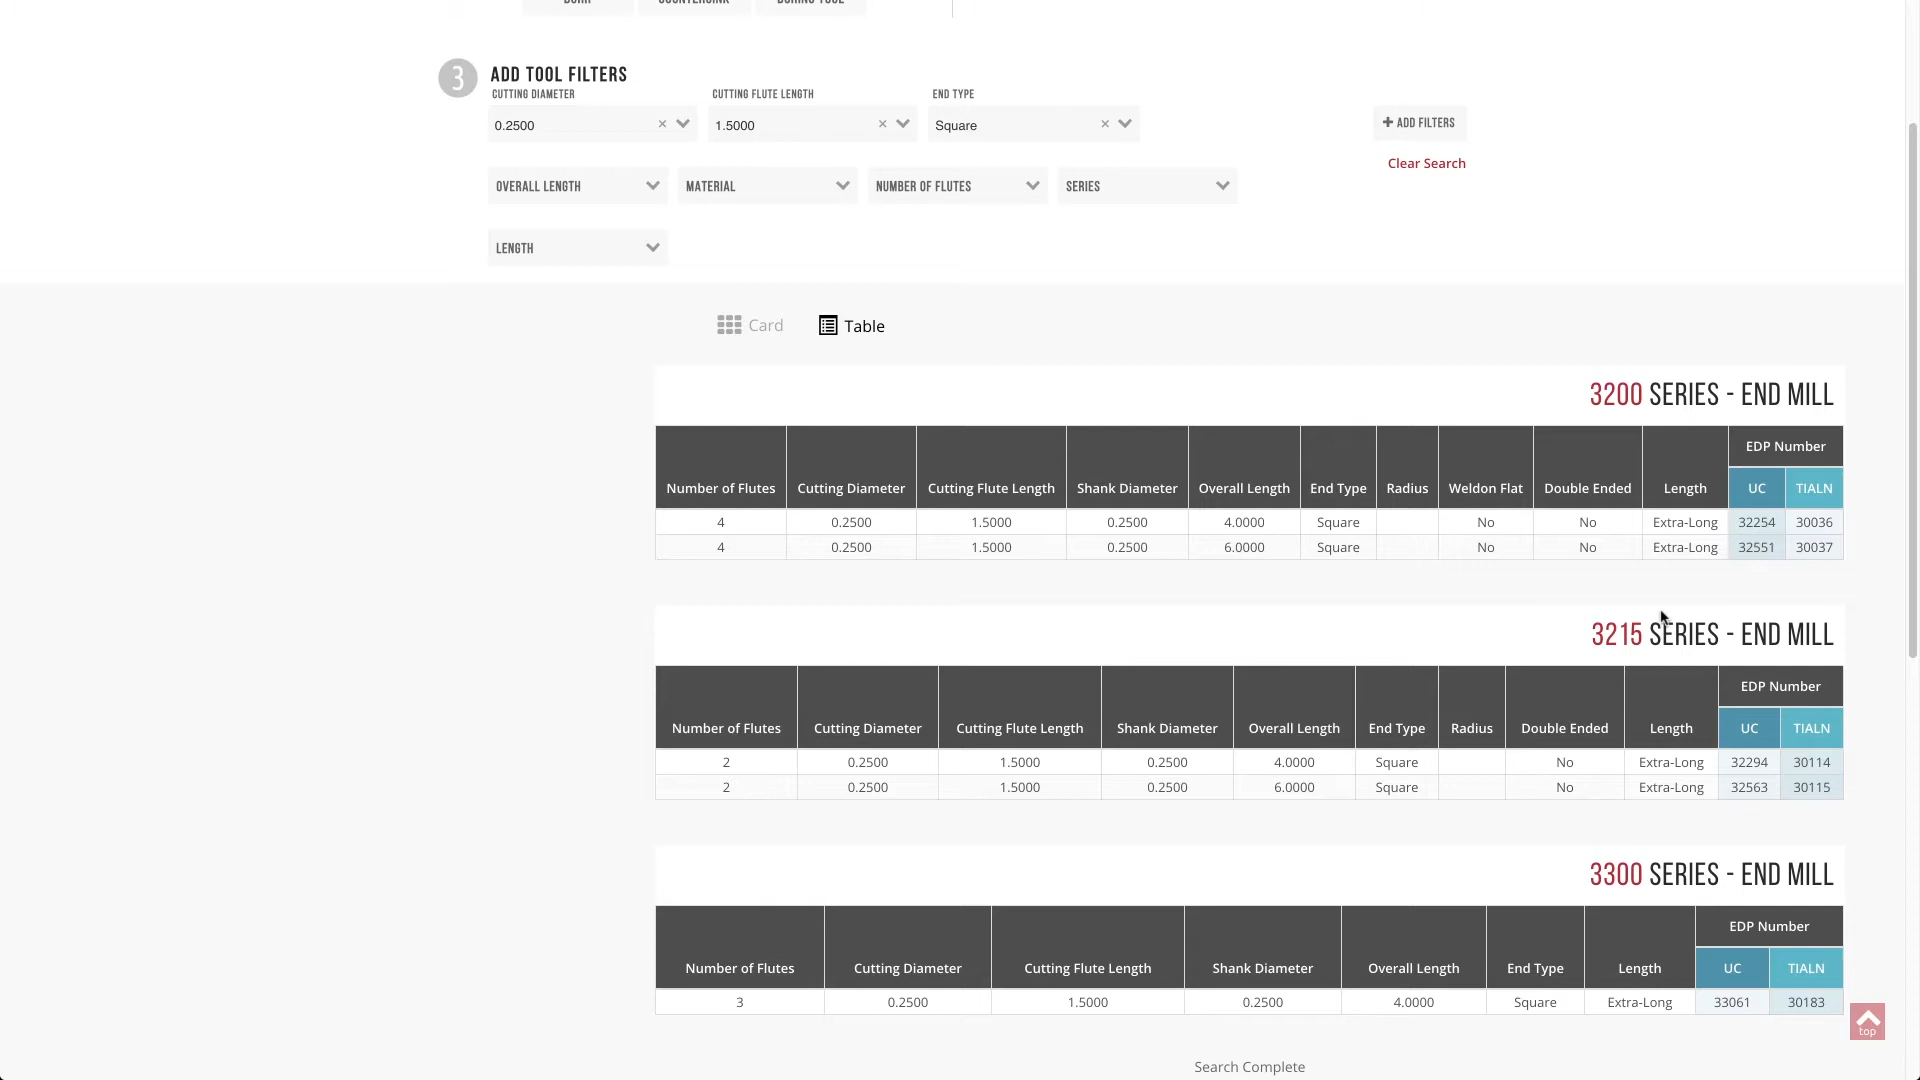 BURR COUNTERSINK BORING TOOL
3 ADD TOOL FILTERS
CUTTING DIAMETER CUTTING FLUTE LENGTH END TYPE
0.2500 × 1.5000 × Square × + ADD FILTERS
Clear Search
OVERALL LENGTH MATERIAL NUMBER OF FLUTES SERIES
LENGTH
Card Table
3200 SERIES - END MILL
EDP Number
Number of Flutes Cutting Diameter Cutting Flute Length Shank Diameter Overall Length End Type Radius Weldon Flat Double Ended Length UC TIALN
4 0.2500 1.5000 0.2500 4.0000 Square No No Extra-Long 32254 30036
4 0.2500 1.5000 0.2500 6.0000 Square No No Extra-Long 32551 30037
3215 SERIES - END MILL
EDP Number
Number of Flutes Cutting Diameter Cutting Flute Length Shank Diameter Overall Length End Type Radius Double Ended Length UC TIALN
2 0.2500 1.5000 0.2500 4.0000 Square No Extra-Long 32294 30114
2 0.2500 1.5000 0.2500 6.0000 Square No Extra-Long 32563 30115
3300 SERIES - END MILL
EDP Number
Number of Flutes Cutting Diameter Cutting Flute Length Shank Diameter Overall Length End Type Length UC TIALN
3 0.2500 1.5000 0.2500 4.0000 Square Extra-Long 33061 30183
top
Search Complete